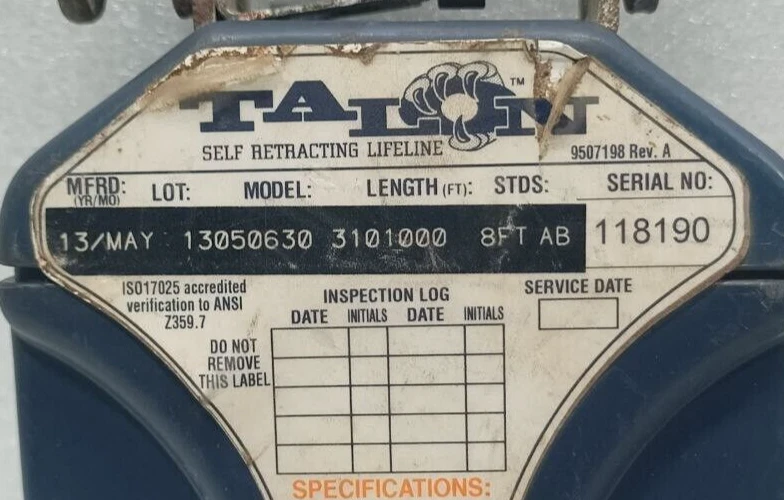 TALON™
SELF RETRACTING LIFELINE
9507198 Rev. A
MFRD: LOT: MODEL: LENGTH (FT): STDS: SERIAL NO:
(YR/MO)
13/MAY 13050630 3101000 8FT AB 118190
ISO17025 accredited
verification to ANSI
Z359.7
INSPECTION LOG
SERVICE DATE
DATE INITIALS DATE INITIALS
DO NOT
REMOVE
THIS LABEL
SPECIFICATIONS: